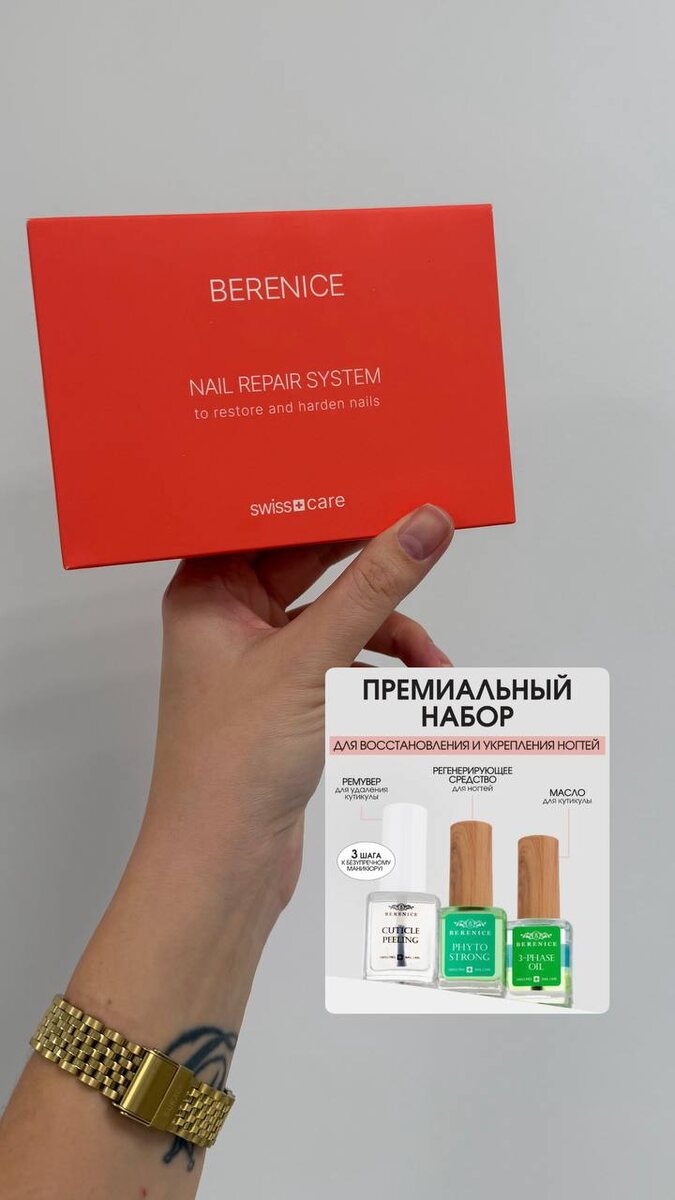 BERENICE
NAIL REPAIR SYSTEM
to restore and harden nails
swiss care
ПРЕМИАЛЬНЫЙ
НАБОР
ДЛЯ ВОССТАНОВЛЕНИЯ И УКРЕПЛЕНИЯ НОГТЕЙ
РЕМУВЕР
для удаления
кутикулы
РЕГЕНЕРИРУЮЩЕЕ
СРЕДСТВО
для ногтей
МАСЛО
для кутикулы
3 ШАГА
К БЕЗУПРЕЧНОМУ
МАНИКЮРУ!
BERENICE
CUTICLE
PEELING
BERENICE
PHYTO
STRONG
BERENICE
3-PHASE
OIL